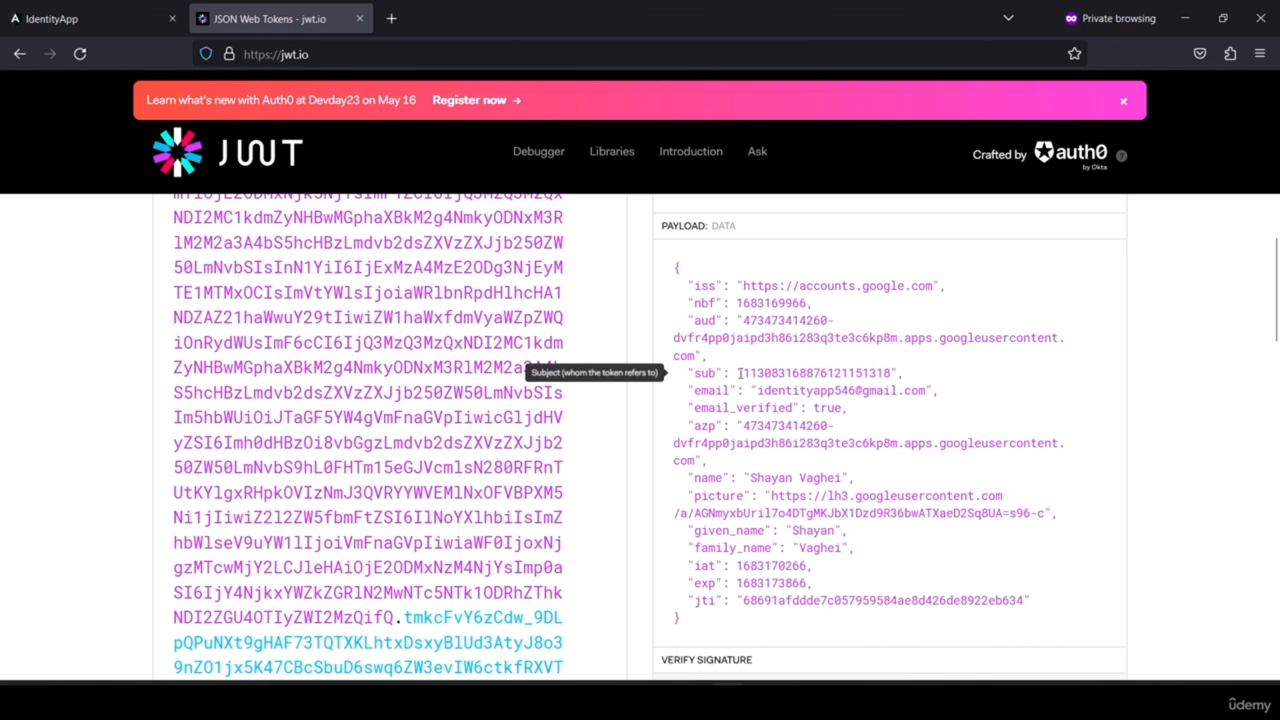 IdentityApp
JSON Web Tokens - jwt.io
Private browsing
https://jwt.io
Learn what's new with Auth0 at Devday23 on May 16 Register now →
JWT
Debugger Libraries Introduction Ask
Crafted by auth0
by Okta
NDI2MC1kdmZyNHBwMGphaXBkM2g4NmkyODNxM3R
lM2M2a3A4bS5hcHBzLmdvb2dsZXVzZXJjb250ZW
50LmNvbSIsInN1YiI6IjExMzA4MzE2ODg3NjEyM
TE1MTMxOCIsImVtYWlsIjoiaWRlbnRpdHlhcHA1
NDZAZ21haWwuY29tIiwiZW1haWxfdmVyaWZpZWQ
iOnRydWUsImF6cCI6IjQ3MzQ3MzQxNDI2MC1kdm
ZyNHBwMGphaXBkM2g4NmkyODNxM3RlM2M2a
S5hcHBzLmdvb2dsZXVzZXJjb250ZW50LmNvbSIs
Im5hbWUiOiJTaGF5YW4gVmFnaGVpIiwicGljdHV
yZSI6Imh0dHBzOi8vbGgzLmdvb2dsZXVzZXJjb2
50ZW50LmNvbS9hL0FHTm15eGJVcmlsN280RFRnT
UtKYlgxRHpkOVIzNmJ3QVRYYWVEMlNxOFVBPXM5
Ni1jIiwiZ2l2ZW5fbmFtZSI6IlNoYXlhbiIsImZ
hbWlseV9uYW1lIjoiVmFnaGVpIiwiaWF0IjoxNj
gzMTcwMjY2LCJleHAiOjE2ODMxNzM4NjYsImp0a
SI6IjY4NjkxYWZkZGRlN2MwNTc5NTk1ODRhZThk
NDI2ZGU4OTIyZWI2MzQifQ.tmkcFvY6zCdw_9DL
pQPuNXt9gHAF73TQTXKLhtxDsxyBlUd3AtyJ8o3
9nZO1jx5K47CBcSbuD6swq6ZW3evIW6ctkfRXVT
Subject (whom the token refers to)
PAYLOAD: DATA
{
"iss": "https://accounts.google.com",
"nbf": 1683169966,
"aud": "473473414260-
dvfr4pp0jaipd3h86i283q3te3c6kp8m.apps.googleusercontent.
com",
"sub": "113083168876121151318",
"email": "identityapp546@gmail.com",
"email_verified": true,
"azp": "473473414260-
dvfr4pp0jaipd3h86i283q3te3c6kp8m.apps.googleusercontent.
com",
"name": "Shayan Vaghei",
"picture": "https://lh3.googleusercontent.com
/a/AGNmyxbUril7o4DTgMKJbX1Dzd9R36bwATXaeD2Sq8UA=s96-c",
"given_name": "Shayan",
"family_name": "Vaghei",
"iat": 1683170266,
"exp": 1683173866,
"jti": "68691afddde7c057959584ae8d426de8922eb634"
}
VERIFY SIGNATURE
ûdemy